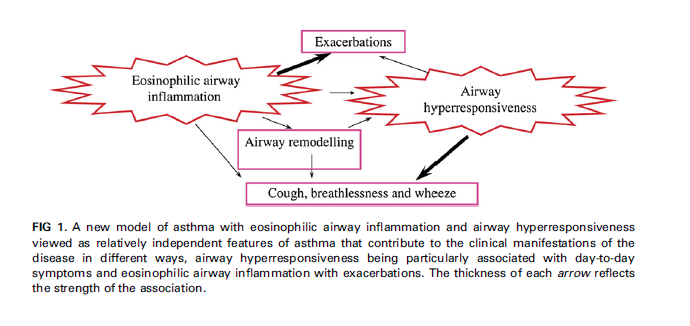 Exacerbations
Eosinophilic airway
inflammation
Airway
hyperresponsiveness
Airway remodelling
Cough, breathlessness and wheeze
FIG 1. A new model of asthma with eosinophilic airway inflammation and airway hyperresponsiveness
viewed as relatively independent features of asthma that contribute to the clinical manifestations of the
disease in different ways, airway hyperresponsiveness being particularly associated with day-to-day
symptoms and eosinophilic airway inflammation with exacerbations. The thickness of each arrow reflects
the strength of the association.